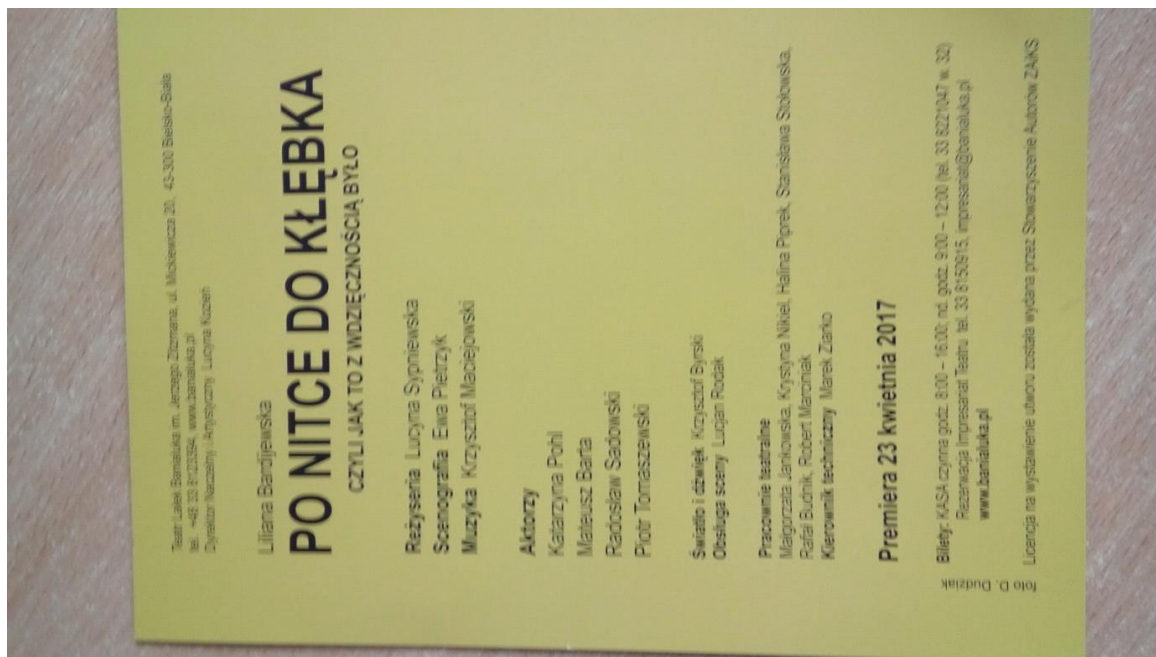 Teatr Lalek Banialuka im. Jerzego Zitzmana, ul. Mickiewicza 20, 43-300 Bielsko-Biała
tel. +48 33 8123394, www.banialuka.pl
Dyrektor Naczelny i Artystyczny Lucyna Kozień
Liliana Bardijewska
PO NITCE DO KŁĘBKA
CZYLI JAK TO Z WDZIĘCZNOŚCIĄ BYŁO
Reżyseria Lucyna Sypniewska
Scenografia Ewa Pietrzyk
Muzyka Krzysztof Maciejowski
Aktorzy
Katarzyna Pohl
Mateusz Barta
Radosław Sadowski
Piotr Tomaszewski
Światło i dźwięk Krzysztof Byrski
Obsługa sceny Lucjan Rodak
Pracownie teatralne
Małgorzata Jankowska, Krystyna Nikiel, Halina Piprek, Stanisława Stołowska,
Rafał Budnik, Robert Marciniak
Kierownik techniczny Marek Zlarko
Premiera 23 kwietnia 2017
Bilety: KASA czynna godz. 8:00 – 16:00; nd. godz. 9:00 – 12:00 (tel. 33 8221047 w. 32)
Rezerwacja Impresariat Teatru tel. 33 8150915, impresariat@banialuka.pl
www.banialuka.pl
Licencja na wystawienie utworu została wydana przez Stowarzyszenie Autorów ZAiKS
foto D. Dudziak